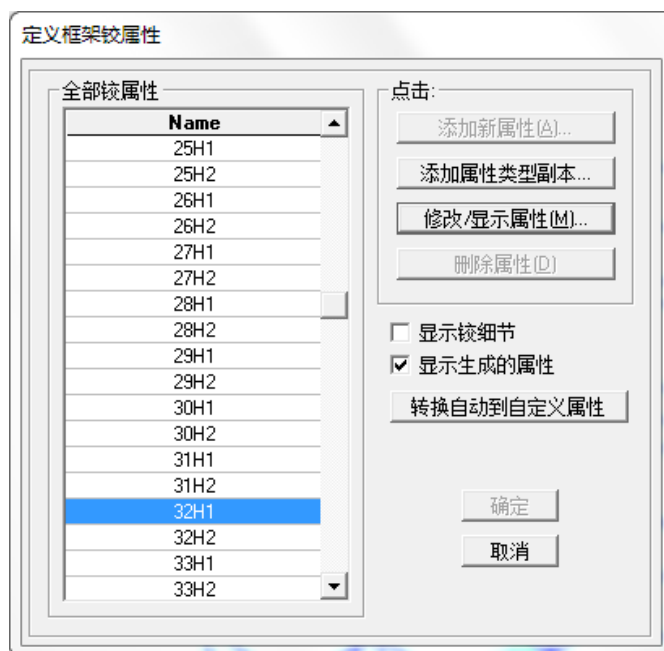 定义框架铰属性
全部铰属性
Name
25H1
25H2
26H1
26H2
27H1
27H2
28H1
28H2
29H1
29H2
30H1
30H2
31H1
31H2
32H1
32H2
33H1
33H2
点击:
添加新属性(A)...
添加属性类型副本...
修改/显示属性(M)...
删除属性(D)
显示铰细节
显示生成的属性
转换自动到自定义属性
确定
取消